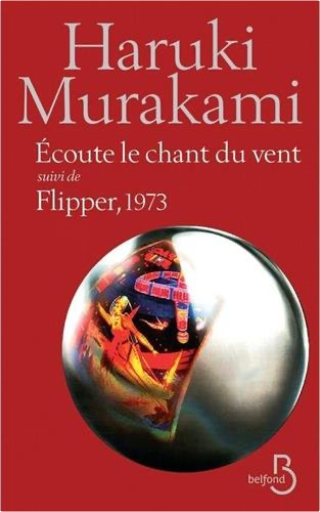 Haruki
Murakami
Écoute le chant du vent
suivi de
Flipper, 1973
belfond